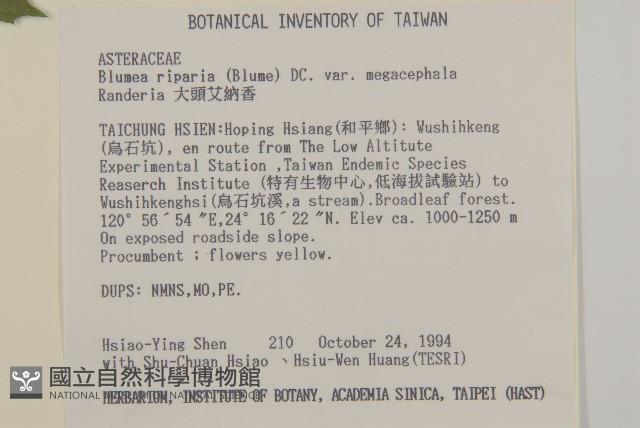 BOTANICAL INVENTORY OF TAIWAN
ASTERACEAE
Blumea riparia (Blume) DC. var. megacephala
Randeria 大頭艾納香
TAICHUNG HSIEN:Hoping Hsiang(和平鄉): Wushihkeng
(烏石坑), en route from The Low Altitute
Experimental Station ,Taiwan Endemic Species
Reaserch Institute (特有生物中心,低海拔試驗站) to
Wushihkenghsi(烏石坑溪,a stream).Broadleaf forest.
120° 56´54 ˝E,24° 16´22 ˝N. Elev ca. 1000-1250 m
On exposed roadside slope.
Procumbent ; flowers yellow.
DUPS: NMNS,MO,PE.
Hsiao-Ying Shen 210 October 24, 1994
with Shu-Chuan Hsiao 、Hsiu-Wen Huang(TESRI)
國立自然科學博物館
NATIONAL MUSEUM OF NATURAL SCIENCE
HERBARIUM, INSTITUTE OF BOTANY, ACADEMIA SINICA, TAIPEI (HAST)